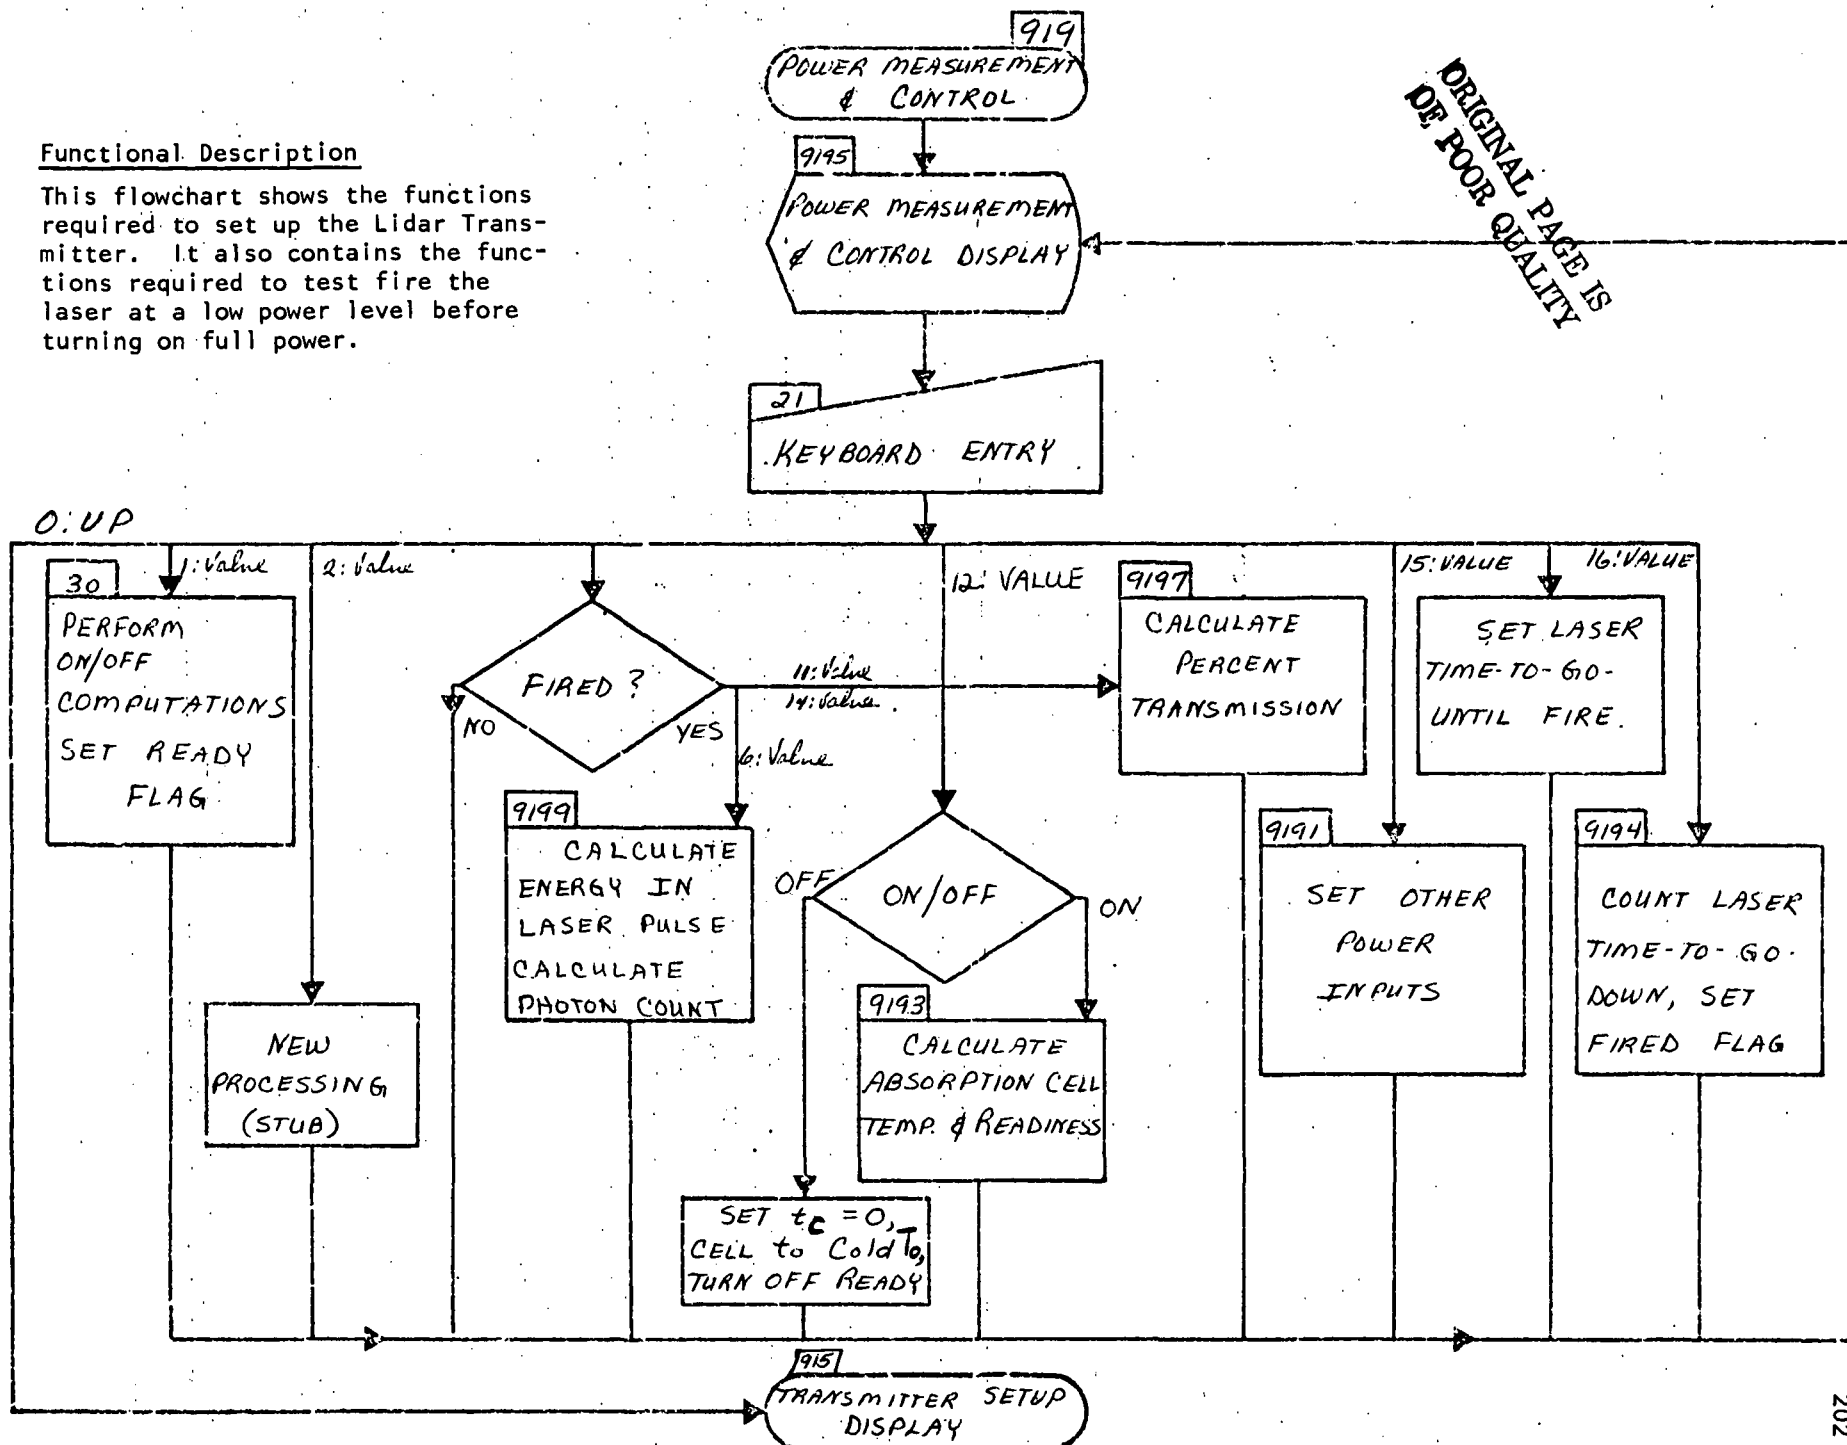 919
POWER MEASUREMENT
& CONTROL
ORIGINAL PAGE IS
OF POOR QUALITY
Functional Description
This flowchart shows the functions
required to set up the Lidar Trans-
mitter. It also contains the func-
tions required to test fire the
laser at a low power level before
turning on full power.
9195
POWER MEASUREMENT
& CONTROL DISPLAY
21
KEYBOARD ENTRY
0:UP
1:Value
2:Value
12:VALUE
15:VALUE
16:VALUE
30
PERFORM
ON/OFF
COMPUTATIONS
SET READY
FLAG
FIRED?
NO
YES
11:Value
14:Value
6:Value
9197
CALCULATE
PERCENT
TRANSMISSION
SET LASER
TIME-TO-GO-
UNTIL FIRE.
9199
CALCULATE
ENERGY IN
LASER PULSE
CALCULATE
PHOTON COUNT
OFF
ON/OFF
ON
9191
SET OTHER
POWER
INPUTS
9194
COUNT LASER
TIME-TO-GO-
DOWN, SET
FIRED FLAG
NEW
PROCESSING
(STUB)
9193
CALCULATE
ABSORPTION CELL
TEMP. & READINESS
SET tc = 0,
CELL to Cold To,
TURN OFF READY
915
TRANSMITTER SETUP
DISPLAY
202